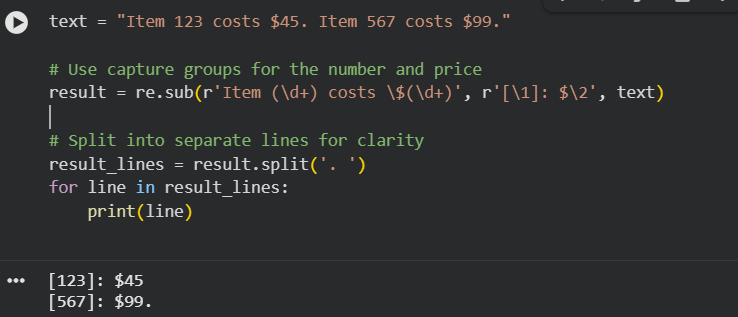 text = "Item 123 costs $45. Item 567 costs $99."
# Use capture groups for the number and price
result = re.sub(r'Item (\d+) costs \$(\d+)', r'[\1]: $\2', text)
# Split into separate lines for clarity
result_lines = result.split('. ')
for line in result_lines:
    print(line)
[123]: $45
[567]: $99.